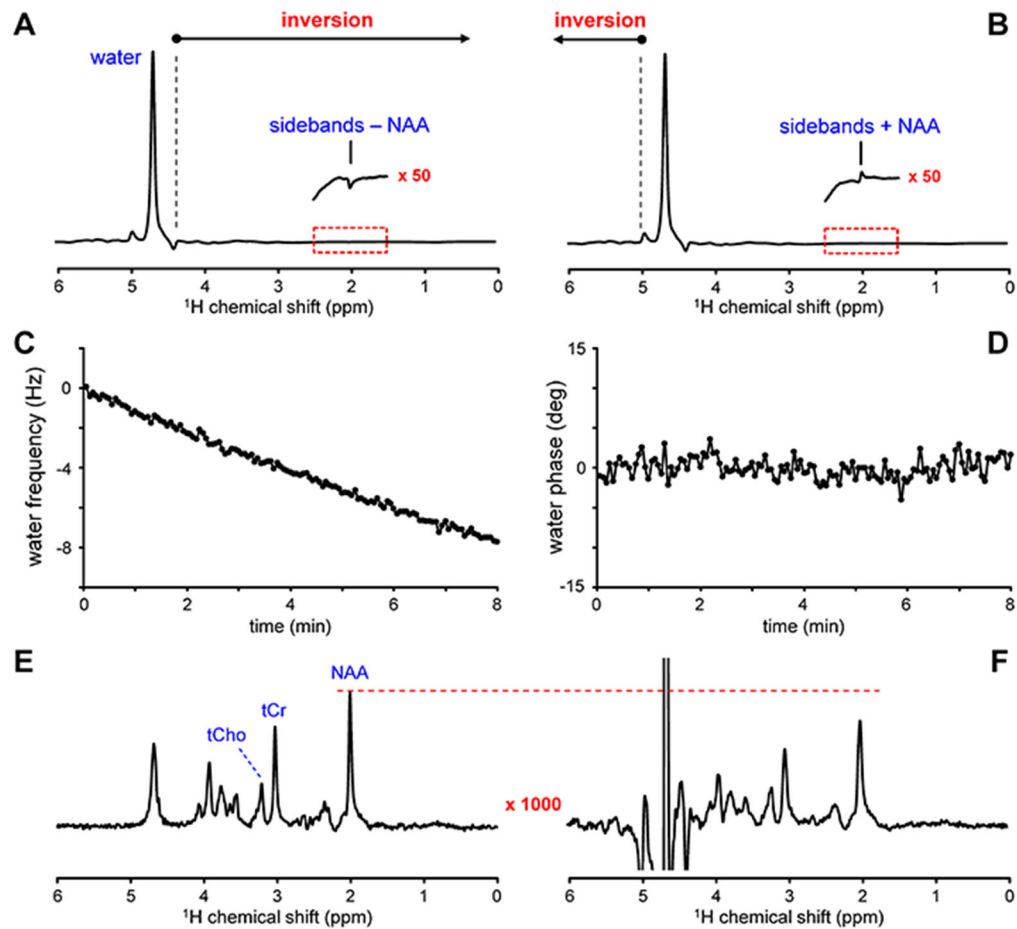 A
inversion
inversion
B
water
sidebands – NAA
x 50
sidebands + NAA
x 50
6 5 4 3 2 1 0
¹H chemical shift (ppm)
6 5 4 3 2 1 0
¹H chemical shift (ppm)
C
water frequency (Hz)
0
-4
-8
0 2 4 6 8
time (min)
D
water phase (deg)
15
0
-15
0 2 4 6 8
time (min)
E
NAA
tCr
tCho
F
x 1000
6 5 4 3 2 1 0
¹H chemical shift (ppm)
6 5 4 3 2 1 0
¹H chemical shift (ppm)